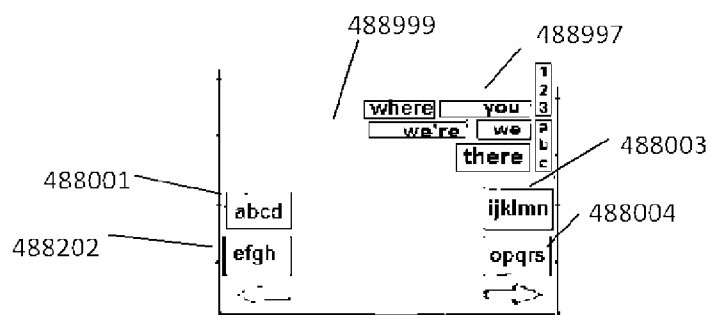 488999
488997
1
2
where you 3
we're we a
b
there c
488003
488001
abcd ijklmn
488004
488202
efgh opqrs